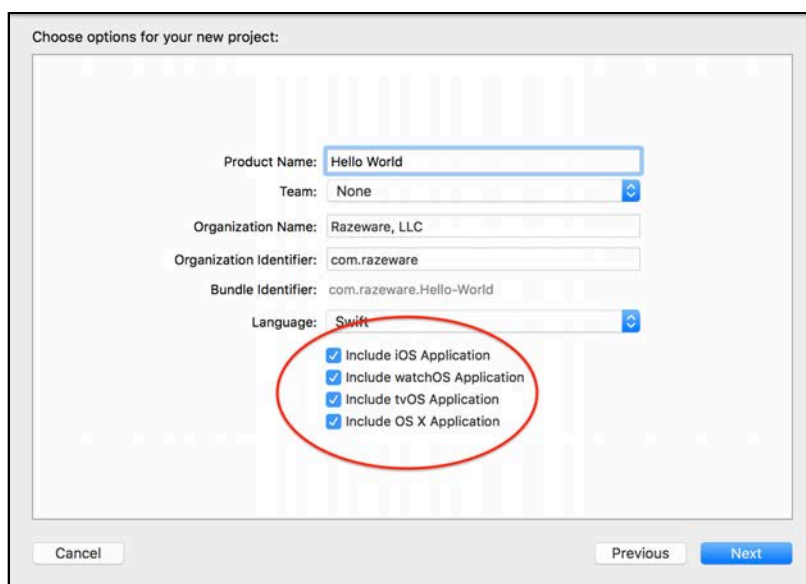 Choose options for your new project:
Product Name: Hello World
Team: None
Organization Name: Razeware, LLC
Organization Identifier: com.razeware
Bundle Identifier: com.razeware.Hello-World
Language: Swift
Include iOS Application
Include watchOS Application
Include tvOS Application
Include OS X Application
Cancel Previous Next